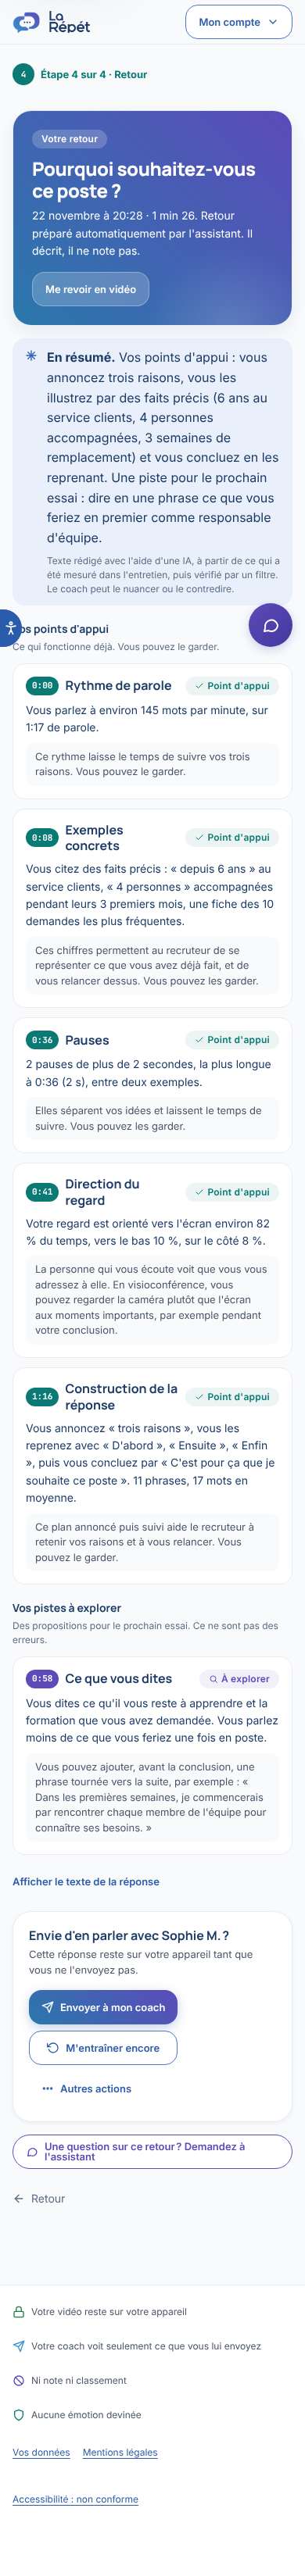 La
Répét
Mon compte
4
Étape 4 sur 4 · Retour
Votre retour
Pourquoi souhaitez-vous
ce poste ?
22 novembre à 20:28 · 1 min 26. Retour
préparé automatiquement par l'assistant. Il
décrit, il ne note pas.
Me revoir en vidéo
En résumé. Vos points d'appui : vous
annoncez trois raisons, vous les
illustrez par des faits précis (6 ans au
service clients, 4 personnes
accompagnées, 3 semaines de
remplacement) et vous concluez en les
reprenant. Une piste pour le prochain
essai : dire en une phrase ce que vous
feriez en premier comme responsable
d'équipe.
Texte rédigé avec l'aide d'une IA, à partir de ce qui a
été mesuré dans l'entretien, puis vérifié par un filtre.
Le coach peut le nuancer ou le contredire.
os points d'appui
Ce qui fonctionne déjà. Vous pouvez le garder.
0:00
Rythme de parole
Point d'appui
Vous parlez à environ 145 mots par minute, sur
1:17 de parole.
Ce rythme laisse le temps de suivre vos trois
raisons. Vous pouvez le garder.
0:08
Exemples
concrets
Point d'appui
Vous citez des faits précis : « depuis 6 ans » au
service clients, « 4 personnes » accompagnées
pendant leurs 3 premiers mois, une fiche des 10
demandes les plus fréquentes.
Ces chiffres permettent au recruteur de se
représenter ce que vous avez déjà fait, et de
vous relancer dessus. Vous pouvez les garder.
0:36
Pauses
Point d'appui
2 pauses de plus de 2 secondes, la plus longue
à 0:36 (2 s), entre deux exemples.
Elles séparent vos idées et laissent le temps de
suivre. Vous pouvez les garder.
0:41
Direction du
regard
Point d'appui
Votre regard est orienté vers l'écran environ 82
% du temps, vers le bas 10 %, sur le côté 8 %.
La personne qui vous écoute voit que vous vous
adressez à elle. En visioconférence, vous
pouvez regarder la caméra plutôt que l'écran
aux moments importants, par exemple pendant
votre conclusion.
1:16
Construction de la
réponse
Point d'appui
Vous annoncez « trois raisons », vous les
reprenez avec « D'abord », « Ensuite », « Enfin
», puis vous concluez par « C'est pour ça que je
souhaite ce poste ». 11 phrases, 17 mots en
moyenne.
Ce plan annoncé puis suivi aide le recruteur à
retenir vos raisons et à vous relancer. Vous
pouvez le garder.
Vos pistes à explorer
Des propositions pour le prochain essai. Ce ne sont pas des
erreurs.
0:58
Ce que vous dites
À explorer
Vous dites ce qu'il vous reste à apprendre et la
formation que vous avez demandée. Vous parlez
moins de ce que vous feriez une fois en poste.
Vous pouvez ajouter, avant la conclusion, une
phrase tournée vers la suite, par exemple : «
Dans les premières semaines, je commencerais
par rencontrer chaque membre de l'équipe pour
connaître ses besoins. »
Afficher le texte de la réponse
Envie d'en parler avec Sophie M. ?
Cette réponse reste sur votre appareil tant que
vous ne l'envoyez pas.
Envoyer à mon coach
M'entraîner encore
Autres actions
Une question sur ce retour ? Demandez à
l'assistant
Retour
Votre vidéo reste sur votre appareil
Votre coach voit seulement ce que vous lui envoyez
Ni note ni classement
Aucune émotion devinée
Vos données
Mentions légales
Accessibilité : non conforme